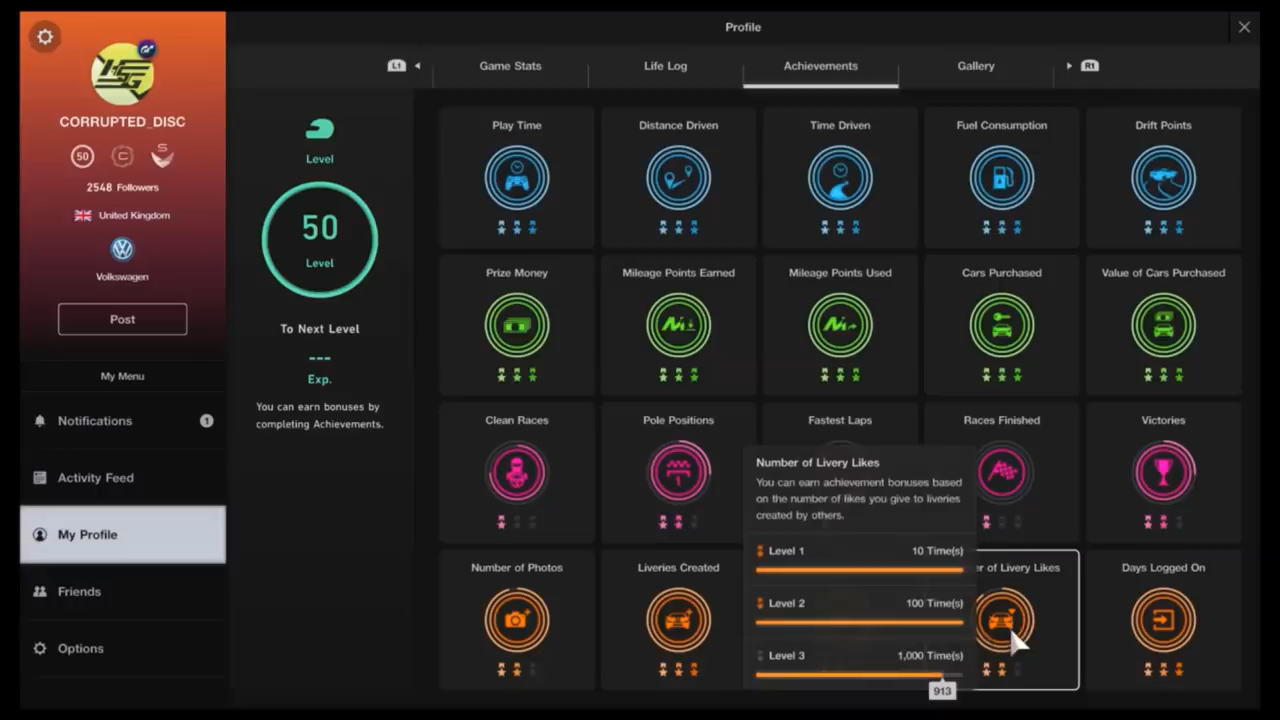 Profile
L1
Game Stats
Life Log
Achievements
Gallery
R1
HSG
CORRUPTED_DISC
50
C
S
2548 Followers
United Kingdom
Volkswagen
Post
My Menu
Notifications
1
Activity Feed
My Profile
Friends
Options
Level
50
Level
To Next Level
---
Exp.
You can earn bonuses by
completing Achievements.
Play Time
Distance Driven
Time Driven
Fuel Consumption
Drift Points
Prize Money
Mileage Points Earned
Mileage Points Used
Cars Purchased
Value of Cars Purchased
Clean Races
Pole Positions
Fastest Laps
Races Finished
Victories
Number of Photos
Liveries Created
Number of Livery Likes
You can earn achievement bonuses based
on the number of likes you give to liveries
created by others.
Level 1 10 Time(s)
Level 2 100 Time(s)
Level 3 1,000 Time(s)
913
er of Livery Likes
Days Logged On